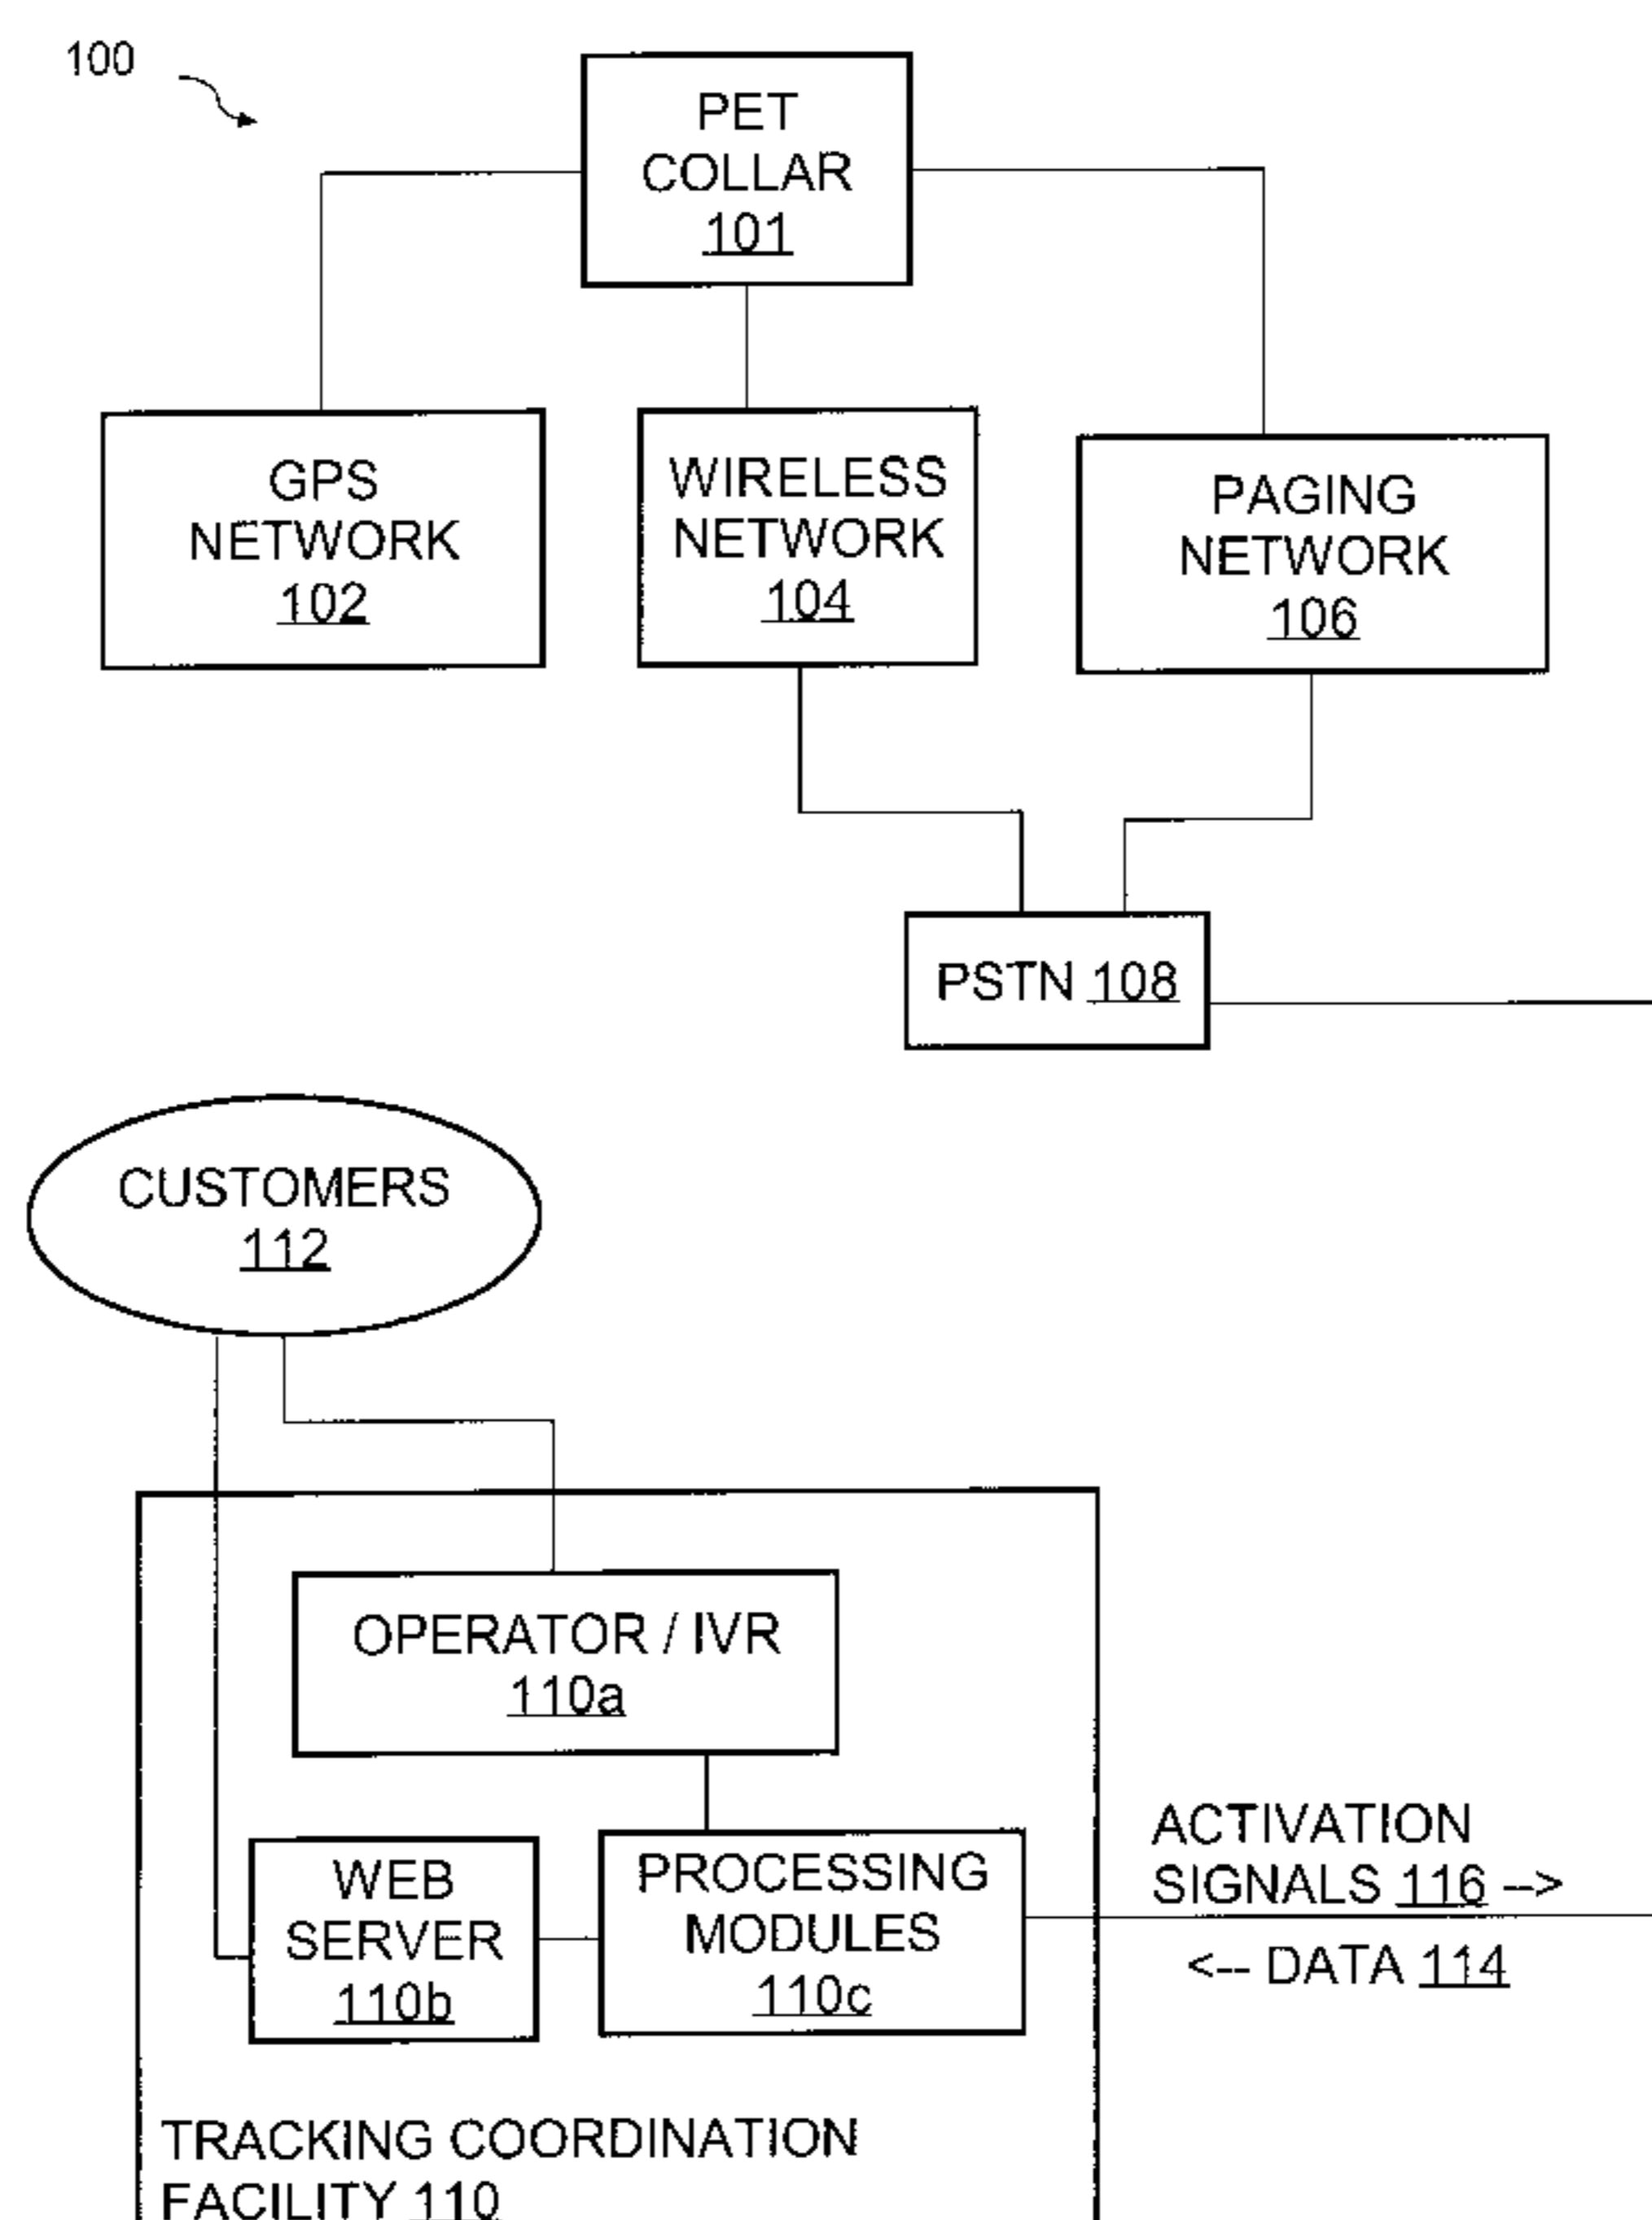 100
PET
COLLAR
101
GPS
NETWORK
102
WIRELESS
NETWORK
104
PAGING
NETWORK
106
PSTN 108
CUSTOMERS
112
OPERATOR / IVR
110a
WEB
SERVER
110b
PROCESSING
MODULES
110c
ACTIVATION
SIGNALS 116 -->
<-- DATA 114
TRACKING COORDINATION
FACILITY 110